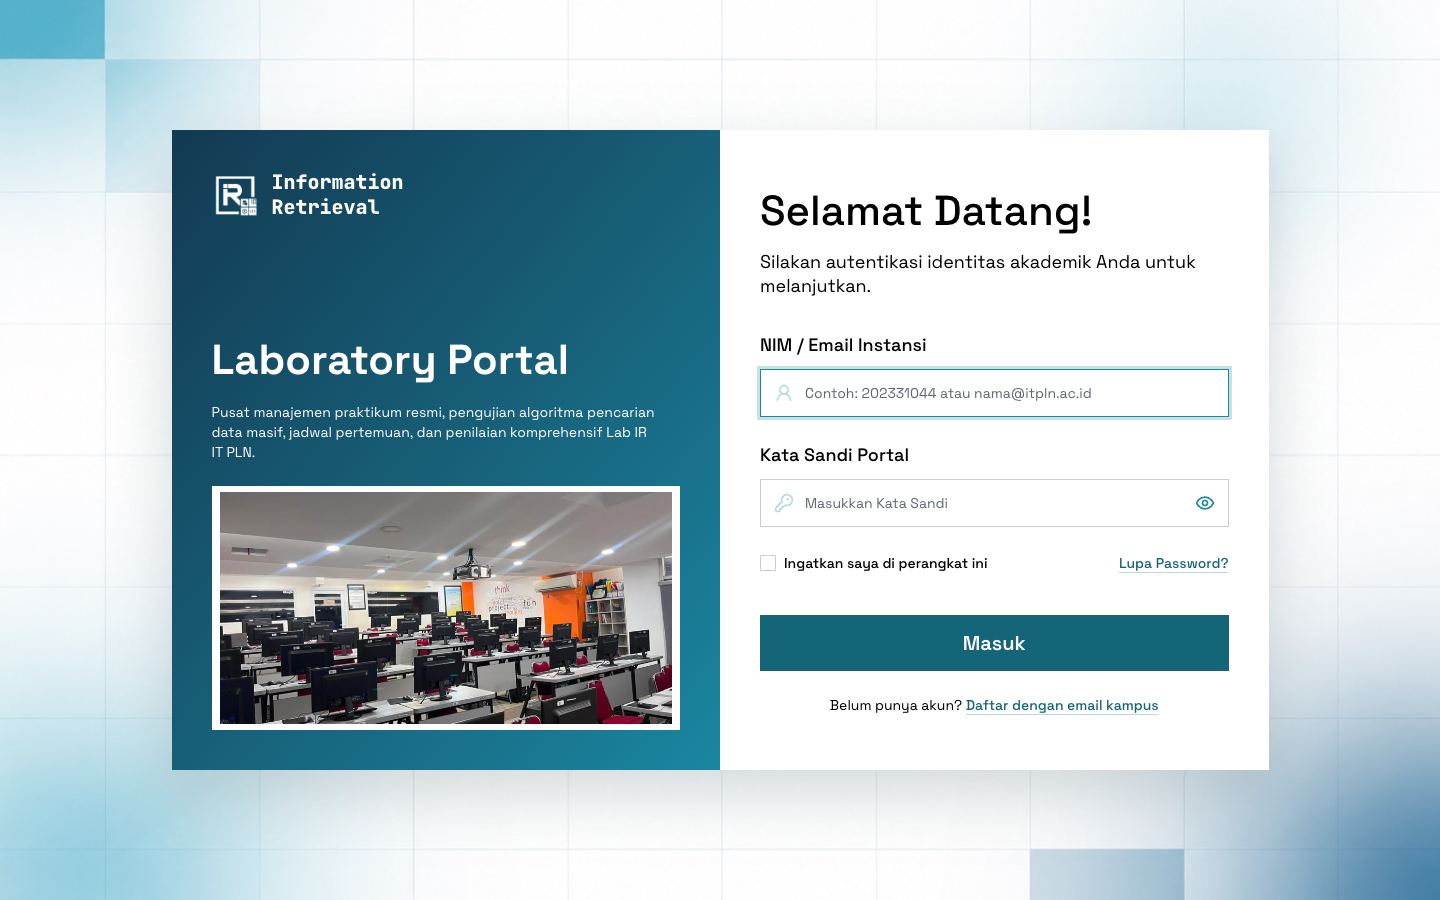 Information
Retrieval
Laboratory Portal
Pusat manajemen praktikum resmi, pengujian algoritma pencarian
data masif, jadwal pertemuan, dan penilaian komprehensif Lab IR
IT PLN.
think
project
fun
Selamat Datang!
Silakan autentikasi identitas akademik Anda untuk
melanjutkan.
NIM / Email Instansi
Contoh: 202331044 atau nama@itpln.ac.id
Kata Sandi Portal
Masukkan Kata Sandi
Ingatkan saya di perangkat ini
Lupa Password?
Masuk
Belum punya akun? Daftar dengan email kampus